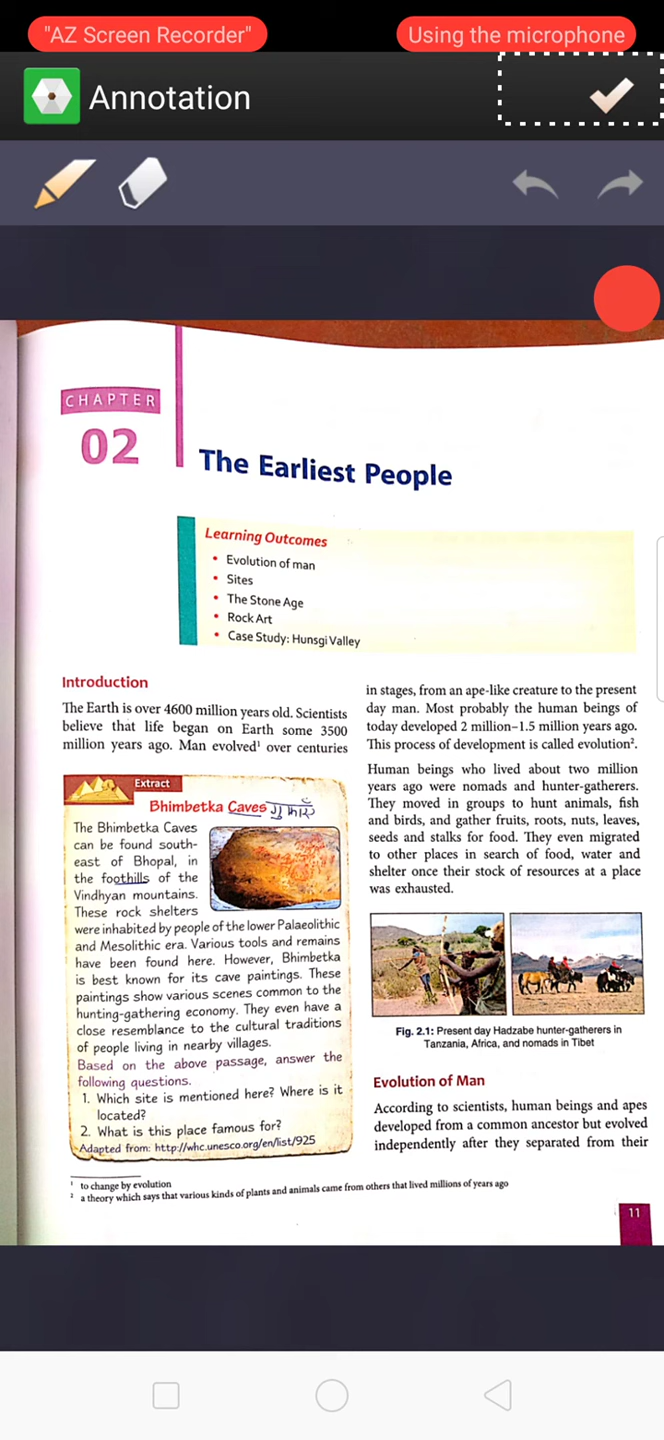 "AZ Screen Recorder"
Using the microphone
Annotation
CHAPTER
02
The Earliest People
Learning Outcomes
• Evolution of man
• Sites
• The Stone Age
• Rock Art
• Case Study: Hunsgi Valley
Introduction
The Earth is over 4600 million years old. Scientists
believe that life began on Earth some 3500
million years ago. Man evolved¹ over centuries
Extract
Bhimbetka Caves
The Bhimbetka Caves
can be found south-
east of Bhopal, in
the foothills of the
Vindhyan mountains.
These rock shelters
were inhabited by people of the lower Palaeolithic
and Mesolithic era. Various tools and remains
have been found here. However, Bhimbetka
is best known for its cave paintings. These
paintings show various scenes common to the
hunting-gathering economy. They even have a
close resemblance to the cultural traditions
of people living in nearby villages.
Based on the above passage, answer the
following questions.
1. Which site is mentioned here? Where is it
located?
2. What is this place famous for?
Adapted from: http://whc.unesco.org/en/list/925
in stages, from an ape-like creature to the present
day man. Most probably the human beings of
today developed 2 million–1.5 million years ago.
This process of development is called evolution².
Human beings who lived about two million
years ago were nomads and hunter-gatherers.
They moved in groups to hunt animals, fish
and birds, and gather fruits, roots, nuts, leaves,
seeds and stalks for food. They even migrated
to other places in search of food, water and
shelter once their stock of resources at a place
was exhausted.
Fig. 2.1: Present day Hadzabe hunter-gatherers in
Tanzania, Africa, and nomads in Tibet
Evolution of Man
According to scientists, human beings and apes
developed from a common ancestor but evolved
independently after they separated from their
¹ to change by evolution
² a theory which says that various kinds of plants and animals came from others that lived millions of years ago
11